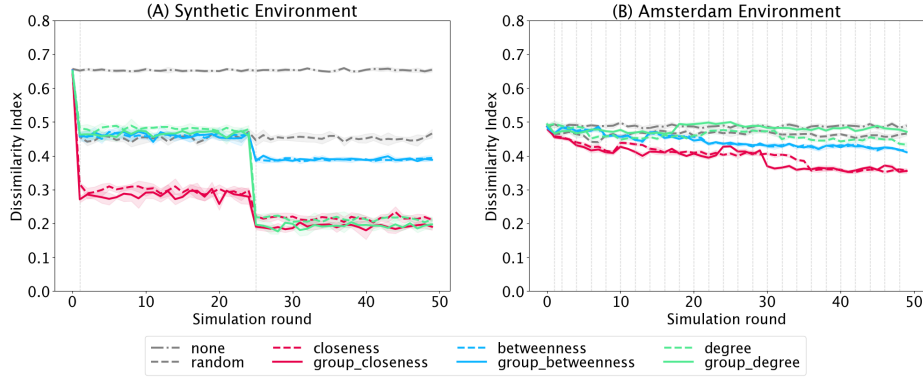 (A) Synthetic Environment
0.8
0.7
0.6
0.5
0.4
0.3
0.2
0.1
0.0
Dissimilarity Index
0 10 20 30 40 50
Simulation round
(B) Amsterdam Environment
0.8
0.7
0.6
0.5
0.4
0.3
0.2
0.1
0.0
Dissimilarity Index
0 10 20 30 40 50
Simulation round
none closeness betweenness degree
random group_closeness group_betweenness group_degree